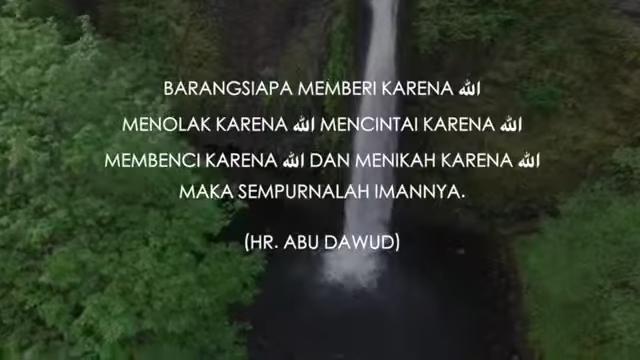 BARANGSIAPA MEMBERI KARENA الله
MENOLAK KARENA الله MENCINTAI KARENA الله
MEMBENCI KARENA الله DAN MENIKAH KARENA الله
MAKA SEMPURNALAH IMANNYA.
(HR. ABU DAWUD)